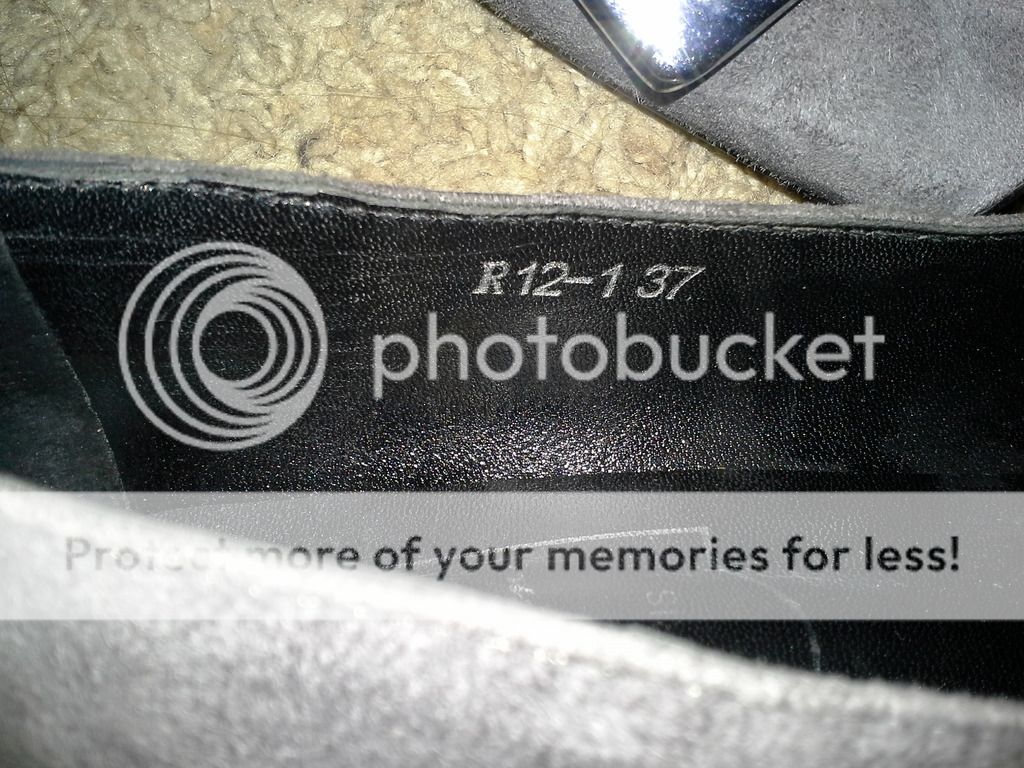 R12-1 37
photobucket
Protect more of your memories for less!